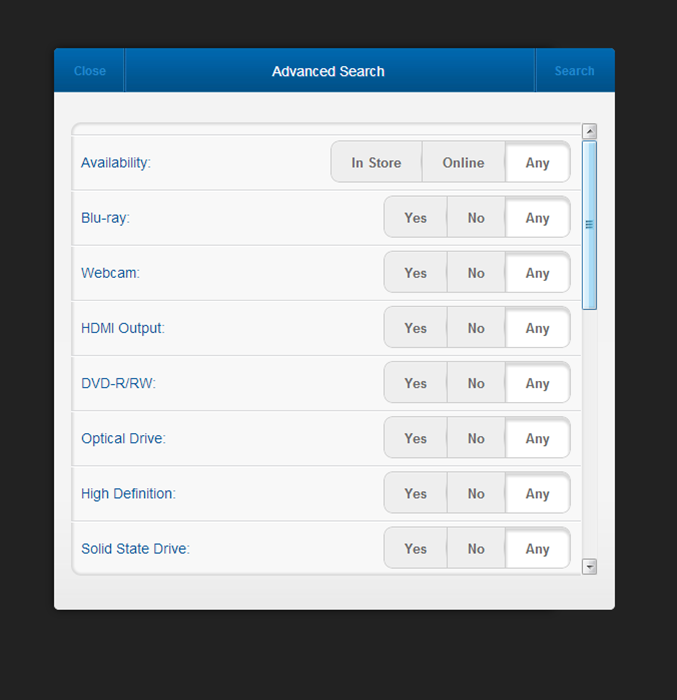 Close Advanced Search Search
Availability: In Store Online Any
Blu-ray: Yes No Any
Webcam: Yes No Any
HDMI Output: Yes No Any
DVD-R/RW: Yes No Any
Optical Drive: Yes No Any
High Definition: Yes No Any
Solid State Drive: Yes No Any